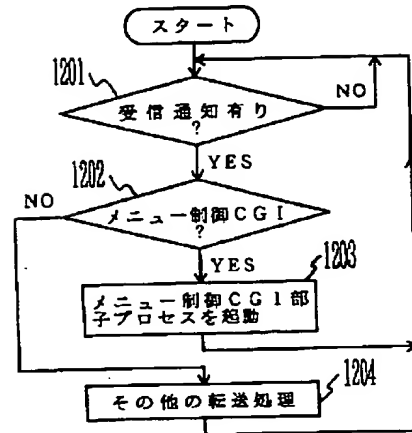 スタート
1201
受信通知有り
?
NO
YES
1202
NO
メニュー制御CGI
?
YES
1203
メニュー制御CGI部
子プロセスを起動
1204
その他の転送処理